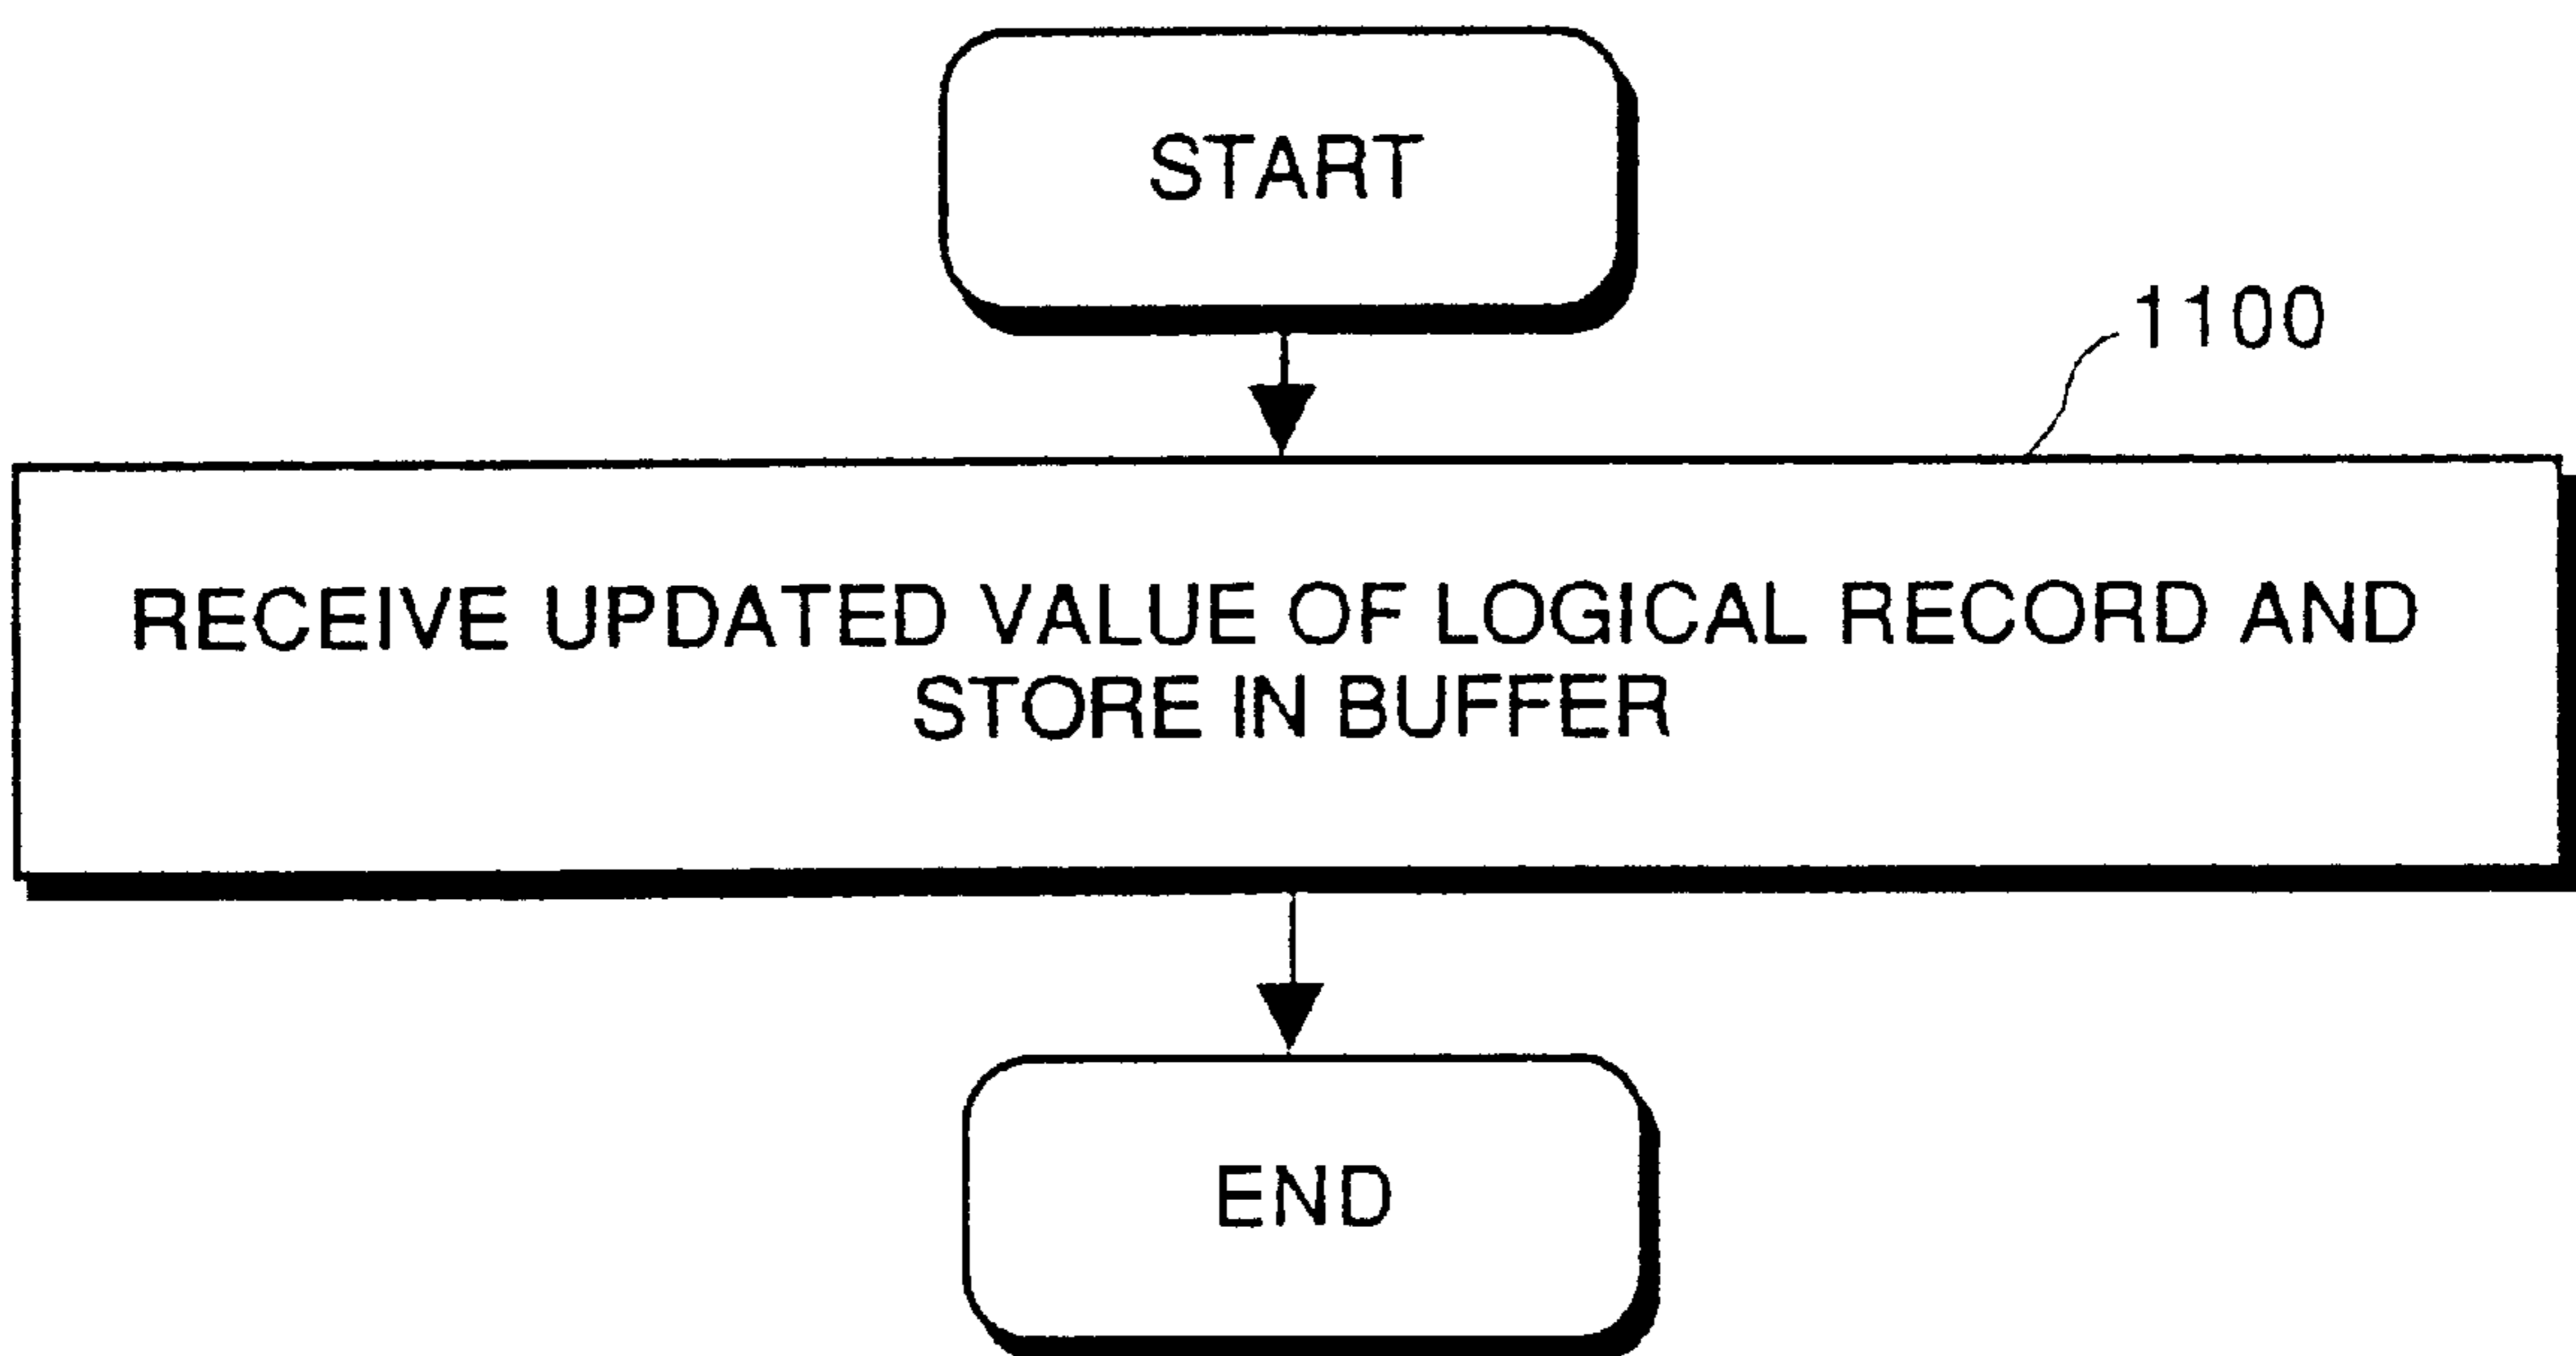 START
1100
RECEIVE UPDATED VALUE OF LOGICAL RECORD AND
STORE IN BUFFER
END